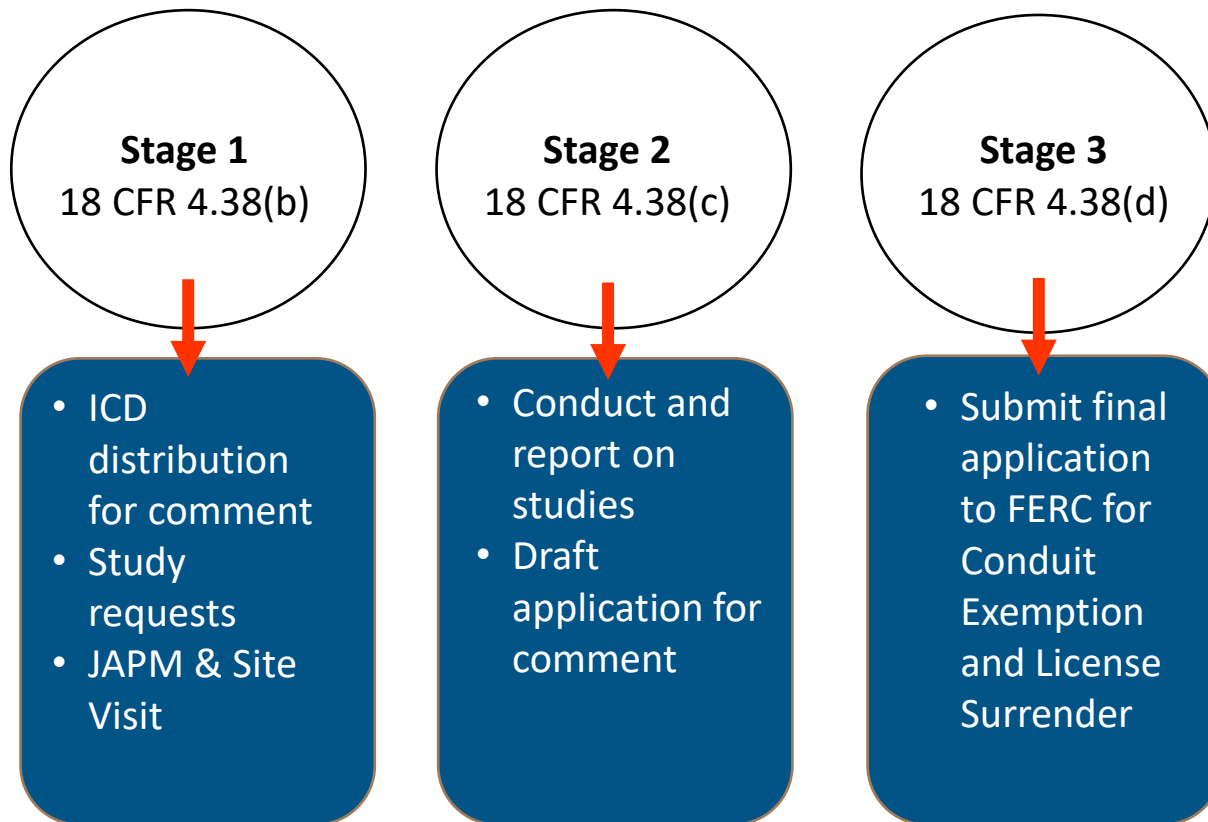 Stage 1
18 CFR 4.38(b)
• ICD
distribution
for comment
• Study
requests
• JAPM & Site
Visit
Stage 2
18 CFR 4.38(c)
• Conduct and
report on
studies
• Draft
application for
comment
Stage 3
18 CFR 4.38(d)
• Submit final
application
to FERC for
Conduit
Exemption
and License
Surrender